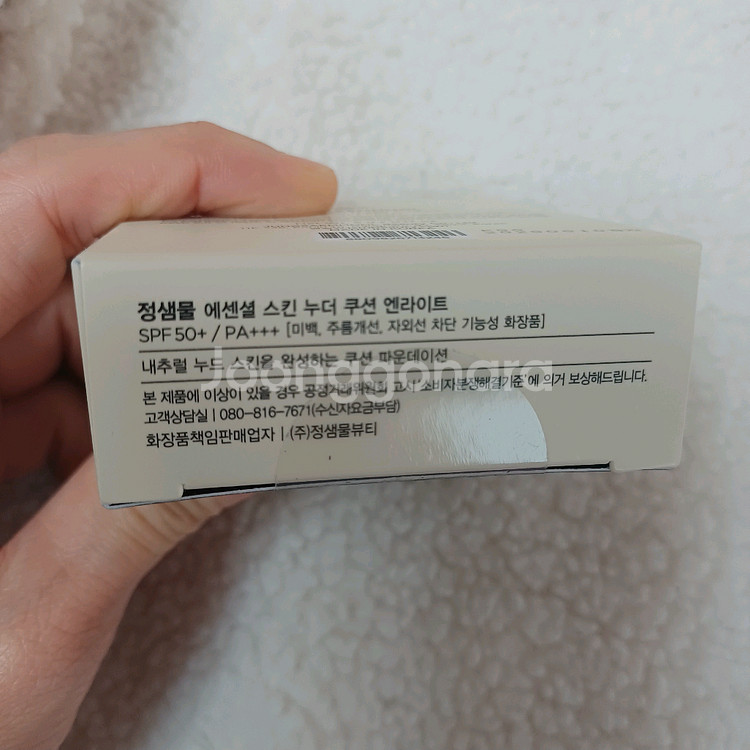 정샘물 에센셜 스킨 누더 쿠션 엔라이트
SPF 50+ / PA+++ [미백, 주름개선, 자외선 차단 기능성 화장품]
내추럴 누드 스킨을 완성하는 쿠션 파운데이션
본 제품에 이상이 있을 경우 공정거래위원회 고시 '소비자분쟁해결기준'에 의거 보상해드립니다.
고객상담실 | 080-816-7671(수신자요금부담)
화장품책임판매업자 | (주)정샘물뷰티
joonggonara